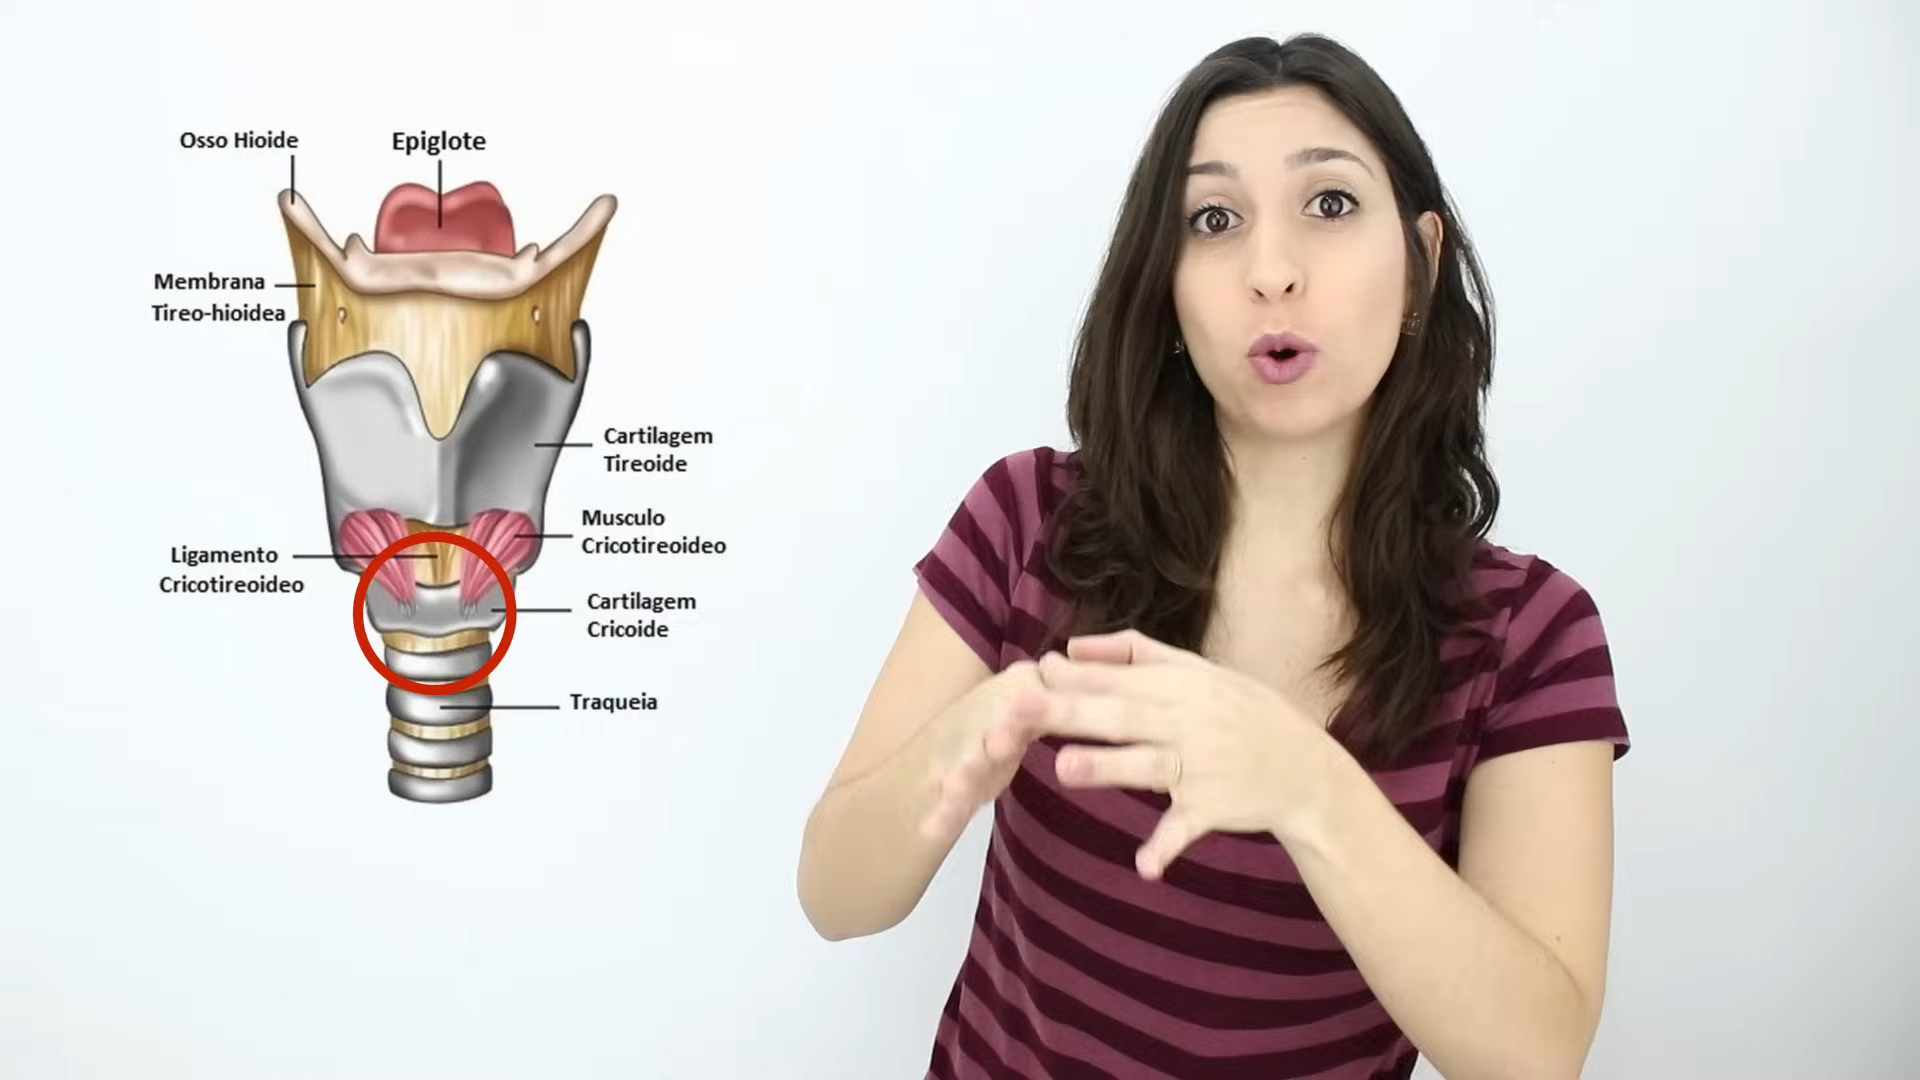 Osso Hioide
Epiglote
Membrana
Tireo-hioidea
Cartilagem
Tireoide
Musculo
Cricotireoideo
Ligamento
Cricotireoideo
Cartilagem
Cricoide
Traqueia